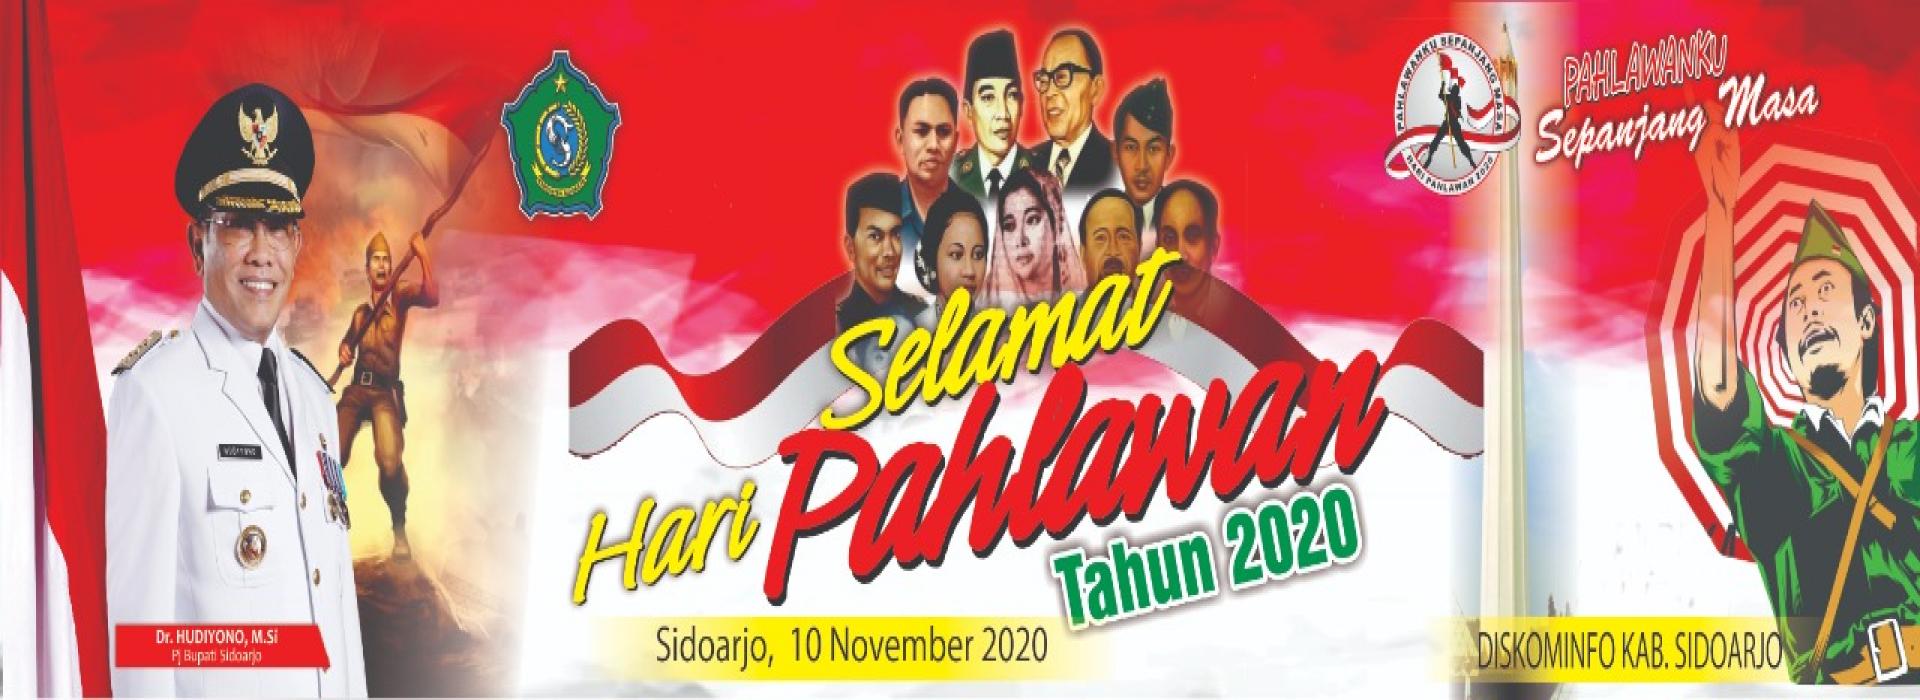 PAHLAWANKU SEPANJANG MASA
HARI PAHLAWAN 2020
PAHLAWANKU
Sepanjang Masa
Selamat
Hari Pahlawan
Tahun 2020
HUDIYONO
Dr. HUDIYONO, M.Si
Pj Bupati Sidoarjo
Sidoarjo, 10 November 2020
DISKOMINFO KAB. SIDOARJO